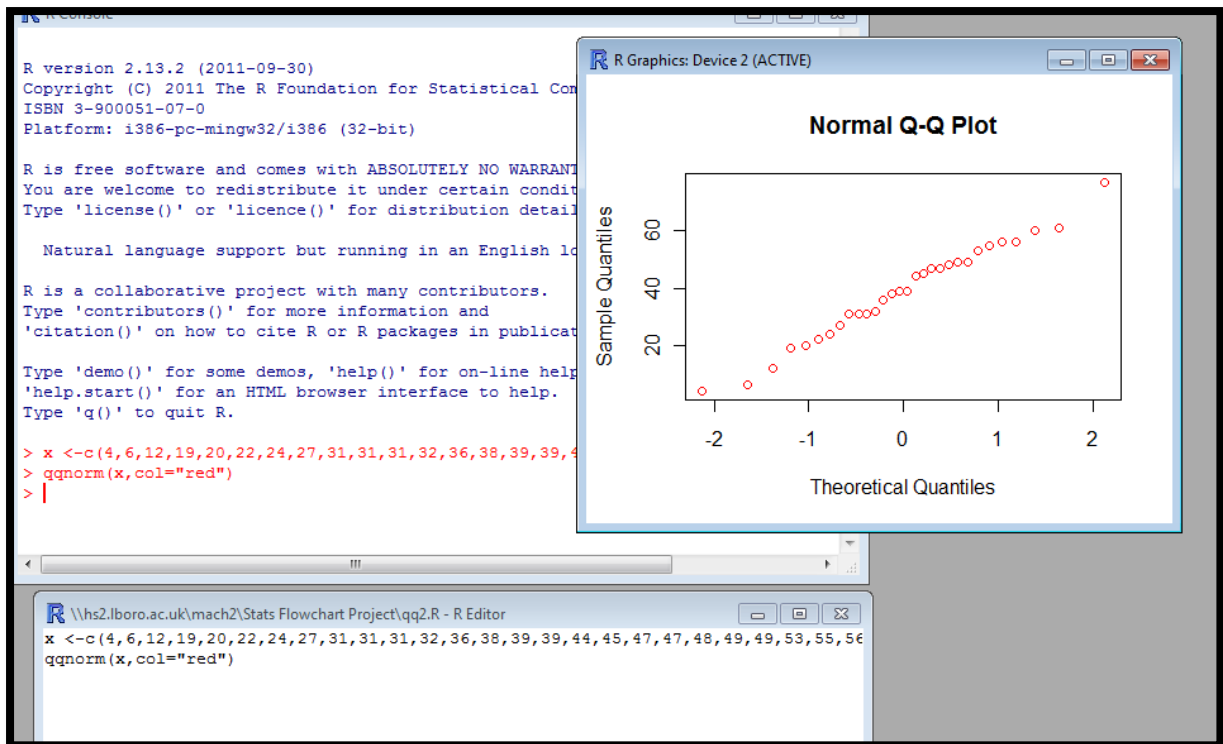 R Console
R version 2.13.2 (2011-09-30)
Copyright (C) 2011 The R Foundation for Statistical Com
ISBN 3-900051-07-0
Platform: i386-pc-mingw32/i386 (32-bit)
R is free software and comes with ABSOLUTELY NO WARRANT
You are welcome to redistribute it under certain condit
Type 'license()' or 'licence()' for distribution detail
Natural language support but running in an English lo
R is a collaborative project with many contributors.
Type 'contributors()' for more information and
'citation()' on how to cite R or R packages in publicat
Type 'demo()' for some demos, 'help()' for on-line help
'help.start()' for an HTML browser interface to help.
Type 'q()' to quit R.
> x <-c(4,6,12,19,20,22,24,27,31,31,31,32,36,38,39,39,4
> qqnorm(x,col="red")
>
R R Graphics: Device 2 (ACTIVE)
Normal Q-Q Plot
Sample Quantiles
60
40
20
-2 -1 0 1 2
Theoretical Quantiles
R \\hs2.lboro.ac.uk\mach2\Stats Flowchart Project\qq2.R - R Editor
x <-c(4,6,12,19,20,22,24,27,31,31,31,32,36,38,39,39,44,45,47,47,48,49,49,53,55,56
qqnorm(x,col="red")